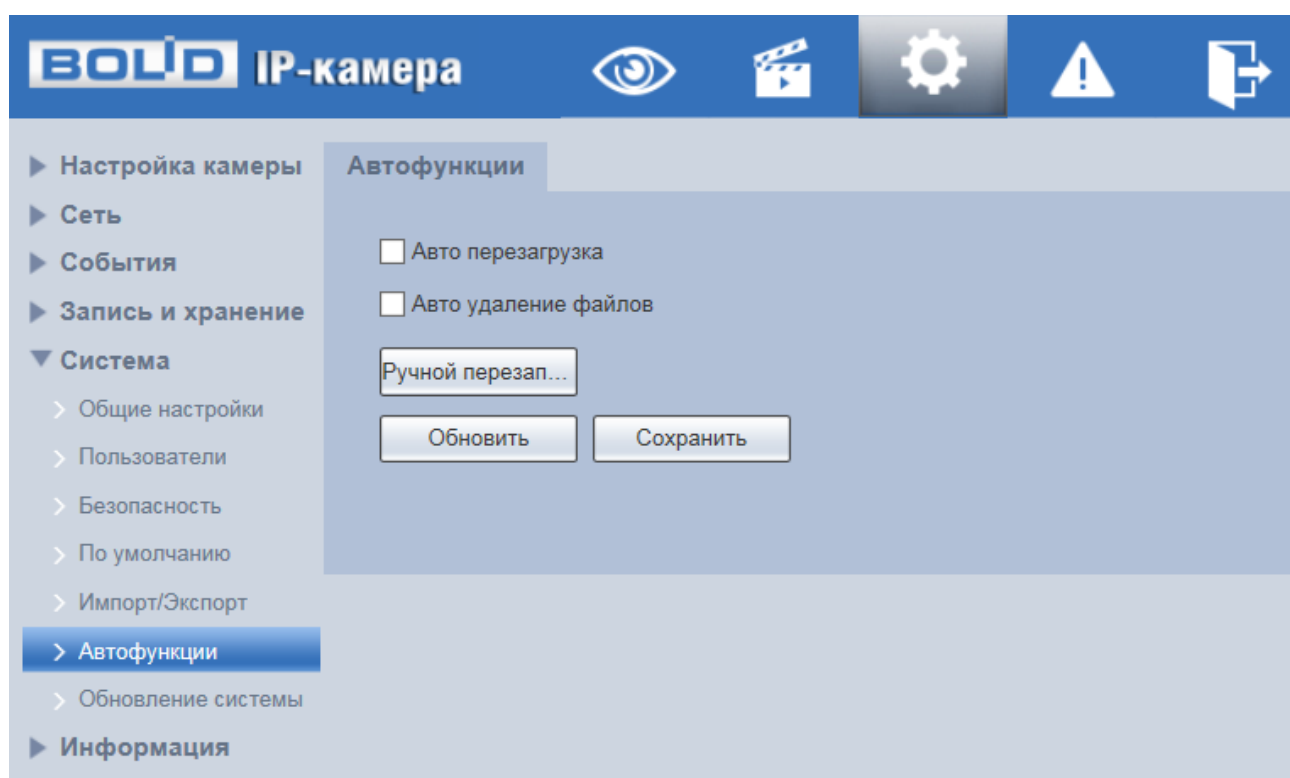 BOLID IP-камера
Настройка камеры
Сеть
События
Запись и хранение
Система
Общие настройки
Пользователи
Безопасность
По умолчанию
Импорт/Экспорт
Автофункции
Обновление системы
Информация
Автофункции
Авто перезагрузка
Авто удаление файлов
Ручной перезап...
Обновить Сохранить